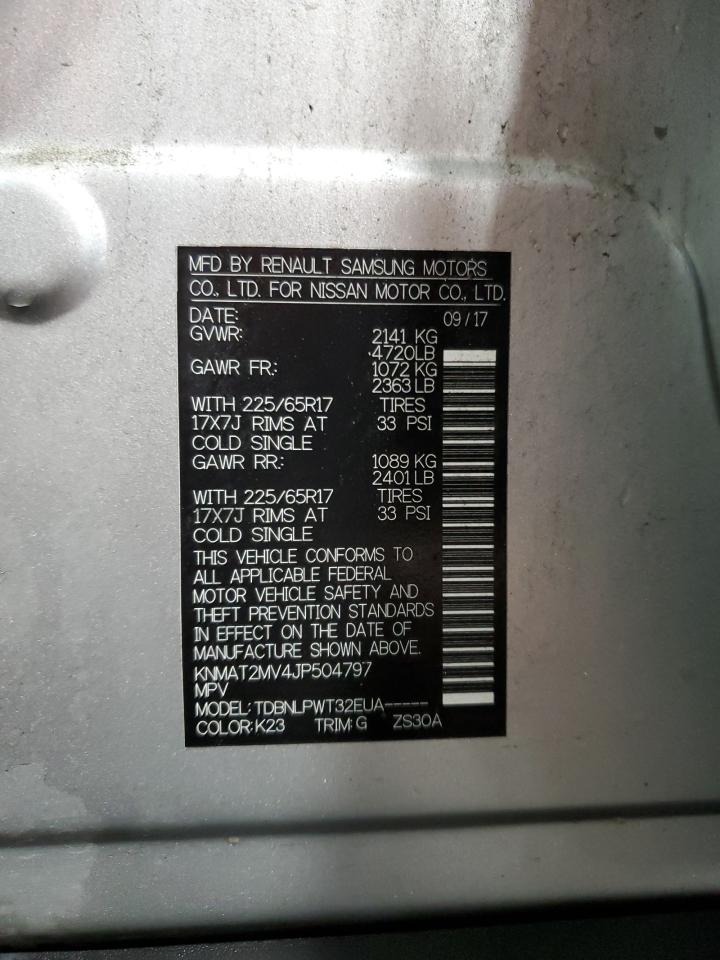 MFD BY RENAULT SAMSUNG MOTORS
CO., LTD. FOR NISSAN MOTOR CO., LTD.
DATE: 09/17
GVWR: 2141 KG
4720LB
GAWR FR.: 1072 KG
2363 LB
WITH 225/65R17 TIRES
17X7J RIMS AT 33 PSI
COLD SINGLE
GAWR RR.: 1089 KG
2401 LB
WITH 225/65R17 TIRES
17X7J RIMS AT 33 PSI
COLD SINGLE
THIS VEHICLE CONFORMS TO
ALL APPLICABLE FEDERAL
MOTOR VEHICLE SAFETY AND
THEFT PREVENTION STANDARDS
IN EFFECT ON THE DATE OF
MANUFACTURE SHOWN ABOVE.
KNMAT2MV4JP504797
MPV
MODEL: TDBNLPWT32EUA-----
COLOR:K23 TRIM: G ZS30A